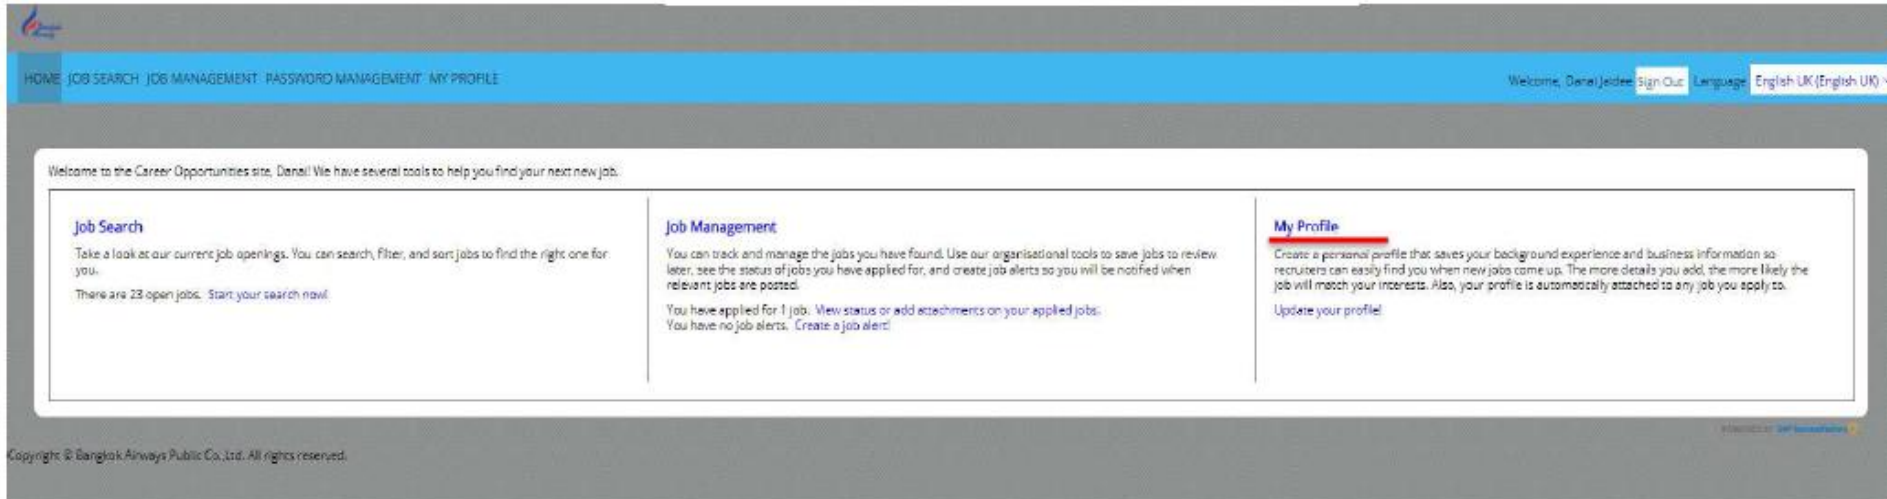 Bangkok
Airways
HOME JOB SEARCH JOB MANAGEMENT PASSWORD MANAGEMENT MY PROFILE
Welcome, Danai Jaidee Sign Out Language English UK (English UK)
Welcome to the Career Opportunities site, Danai! We have several tools to help you find your next new job.
Job Search
Take a look at our current job openings. You can search, filter, and sort jobs to find the right one for
you.
There are 23 open jobs. Start your search now!
Job Management
You can track and manage the jobs you have found. Use our organisational tools to save jobs to review
later, see the status of jobs you have applied for, and create job alerts so you will be notified when
relevant jobs are posted.
You have applied for 1 job. View status or add attachments on your applied jobs.
You have no job alerts. Create a job alert!
My Profile
Create a personal profile that saves your background experience and business information so
recruiters can easily find you when new jobs come up. The more details you add, the more likely the
job will match your interests. Also, your profile is automatically attached to any job you apply to.
Update your profile!
POWERED BY SAP SuccessFactors
Copyright © Bangkok Airways Public Co.,Ltd. All rights reserved.